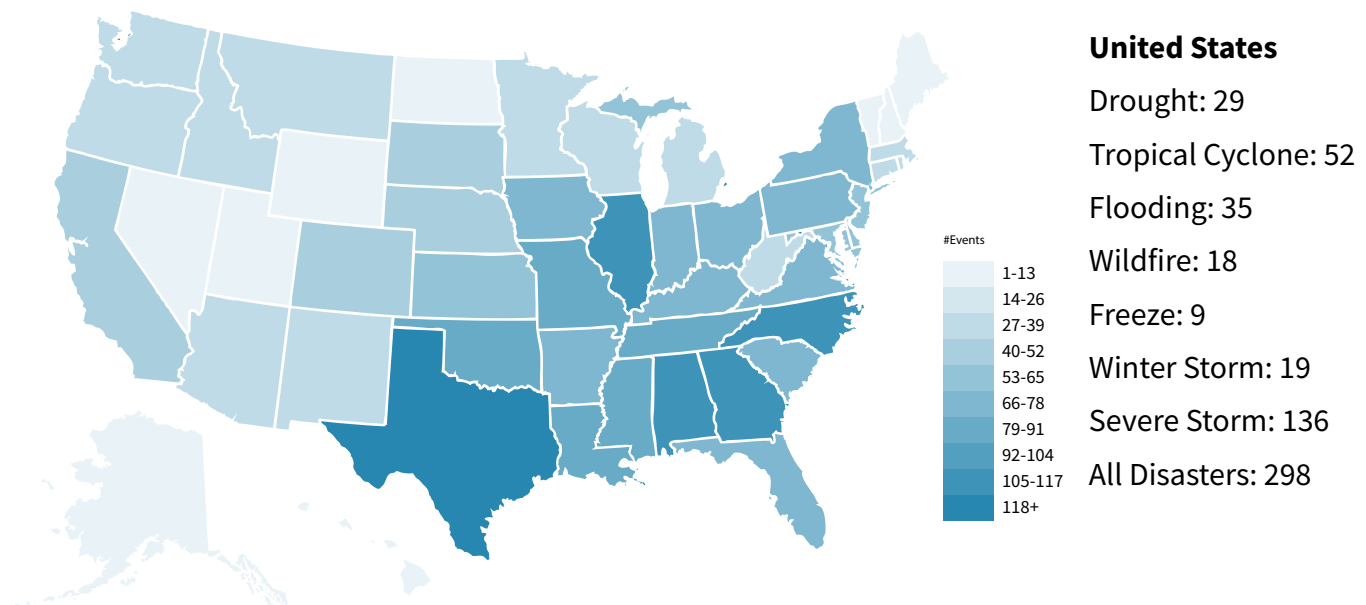 United States
Drought: 29
Tropical Cyclone: 52
Flooding: 35
Wildfire: 18
Freeze: 9
Winter Storm: 19
Severe Storm: 136
All Disasters: 298
#Events
1-13
14-26
27-39
40-52
53-65
66-78
79-91
92-104
105-117
118+